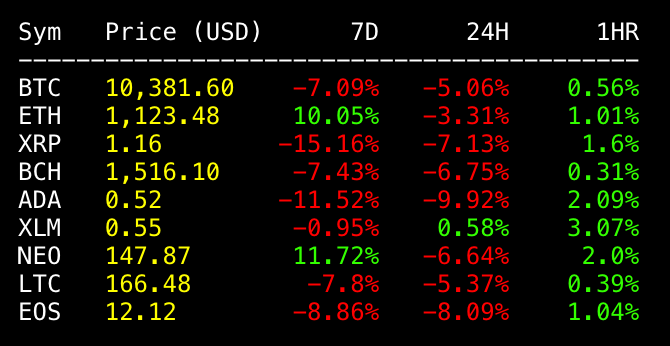 Sym Price (USD) 7D 24H 1HR
-------------------------------------------
BTC 10,381.60 -7.09% -5.06% 0.56%
ETH 1,123.48 10.05% -3.31% 1.01%
XRP 1.16 -15.16% -7.13% 1.6%
BCH 1,516.10 -7.43% -6.75% 0.31%
ADA 0.52 -11.52% -9.92% 2.09%
XLM 0.55 -0.95% 0.58% 3.07%
NEO 147.87 11.72% -6.64% 2.0%
LTC 166.48 -7.8% -5.37% 0.39%
EOS 12.12 -8.86% -8.09% 1.04%